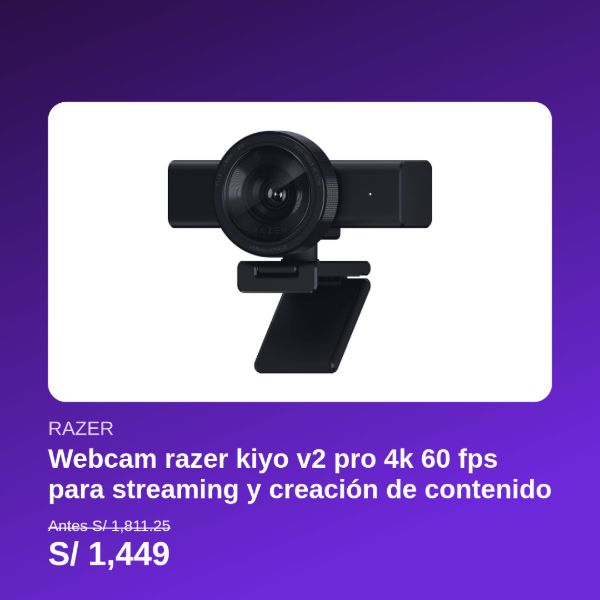 RAZER
RAZER
Webcam razer kiyo v2 pro 4k 60 fps
para streaming y creación de contenido
Antes S/ 1,811.25
S/ 1,449